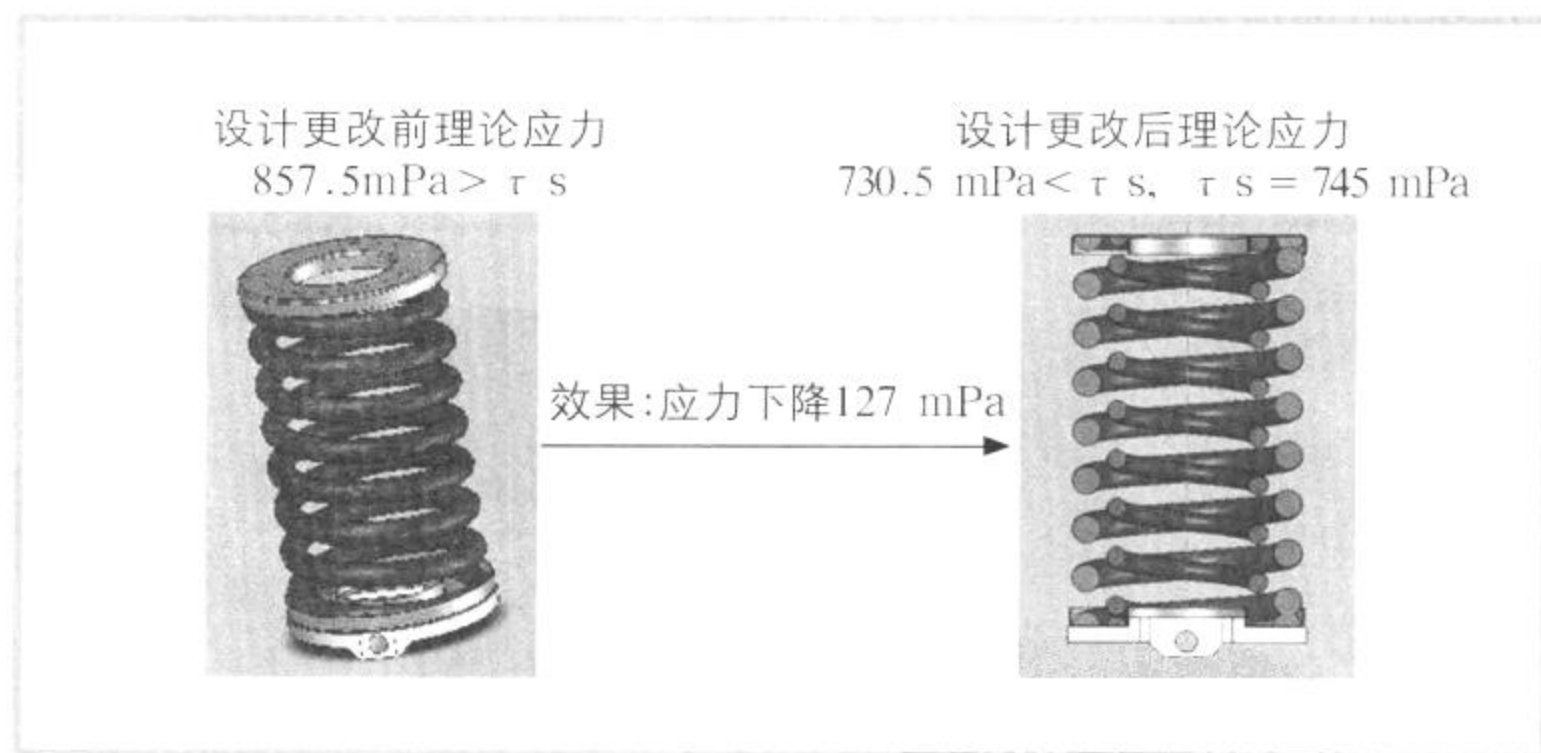 设计更改前理论应力
857.5mPa> τ s
设计更改后理论应力
730.5 mPa< τ s, τ s = 745 mPa
效果:应力下降127 mPa